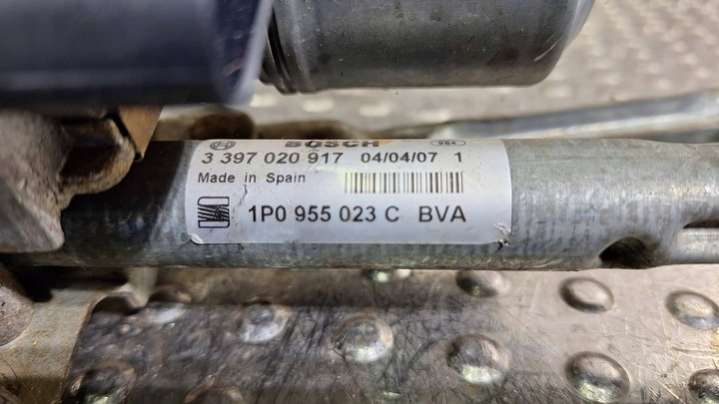 BOSCH
3 397 020 917 04/04/07 1
Made in Spain
1P0 955 023 C BVA